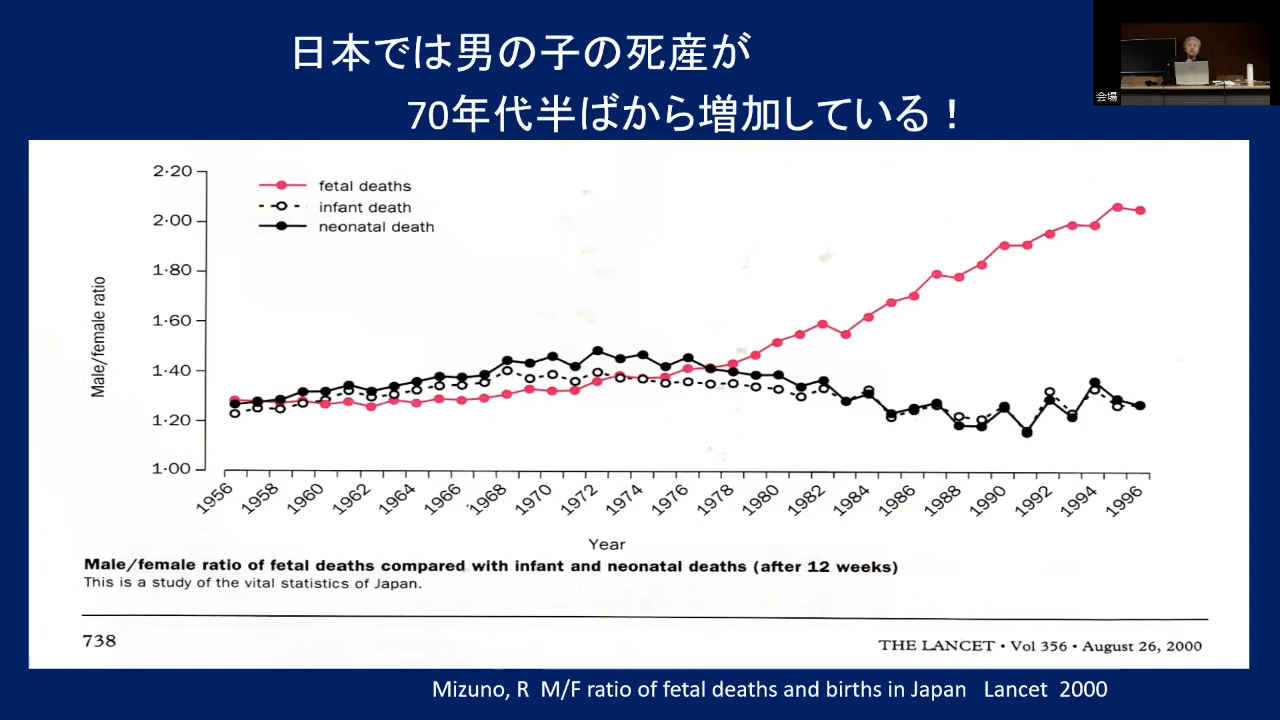 日本では男の子の死産が
70年代半ばから増加している！
会場
2·20
2·00
1·80
1·60
1·40
1·20
1·00
Male/female ratio
fetal deaths
infant death
neonatal death
1956 1958 1960 1962 1964 1966 1968 1970 1972 1974 1976 1978 1980 1982 1984 1986 1988 1990 1992 1994 1996
Year
Male/female ratio of fetal deaths compared with infant and neonatal deaths (after 12 weeks)
This is a study of the vital statistics of Japan.
738
THE LANCET • Vol 356 • August 26, 2000
Mizuno, R M/F ratio of fetal deaths and births in Japan Lancet 2000